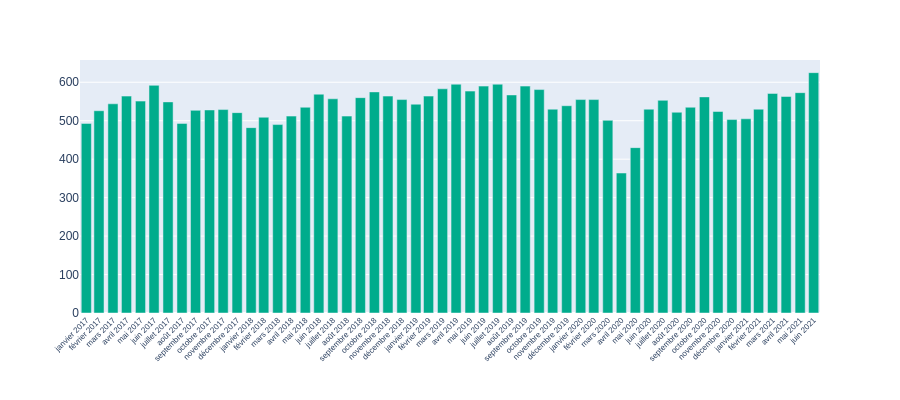 600
500
400
300
200
100
0
janvier 2017
février 2017
mars 2017
avril 2017
mai 2017
juin 2017
juillet 2017
août 2017
septembre 2017
octobre 2017
novembre 2017
décembre 2017
janvier 2018
février 2018
mars 2018
avril 2018
mai 2018
juin 2018
juillet 2018
août 2018
septembre 2018
octobre 2018
novembre 2018
décembre 2018
janvier 2019
février 2019
mars 2019
avril 2019
mai 2019
juin 2019
juillet 2019
août 2019
septembre 2019
octobre 2019
novembre 2019
décembre 2019
janvier 2020
février 2020
mars 2020
avril 2020
mai 2020
juin 2020
juillet 2020
août 2020
septembre 2020
octobre 2020
novembre 2020
décembre 2020
janvier 2021
février 2021
mars 2021
avril 2021
mai 2021
juin 2021